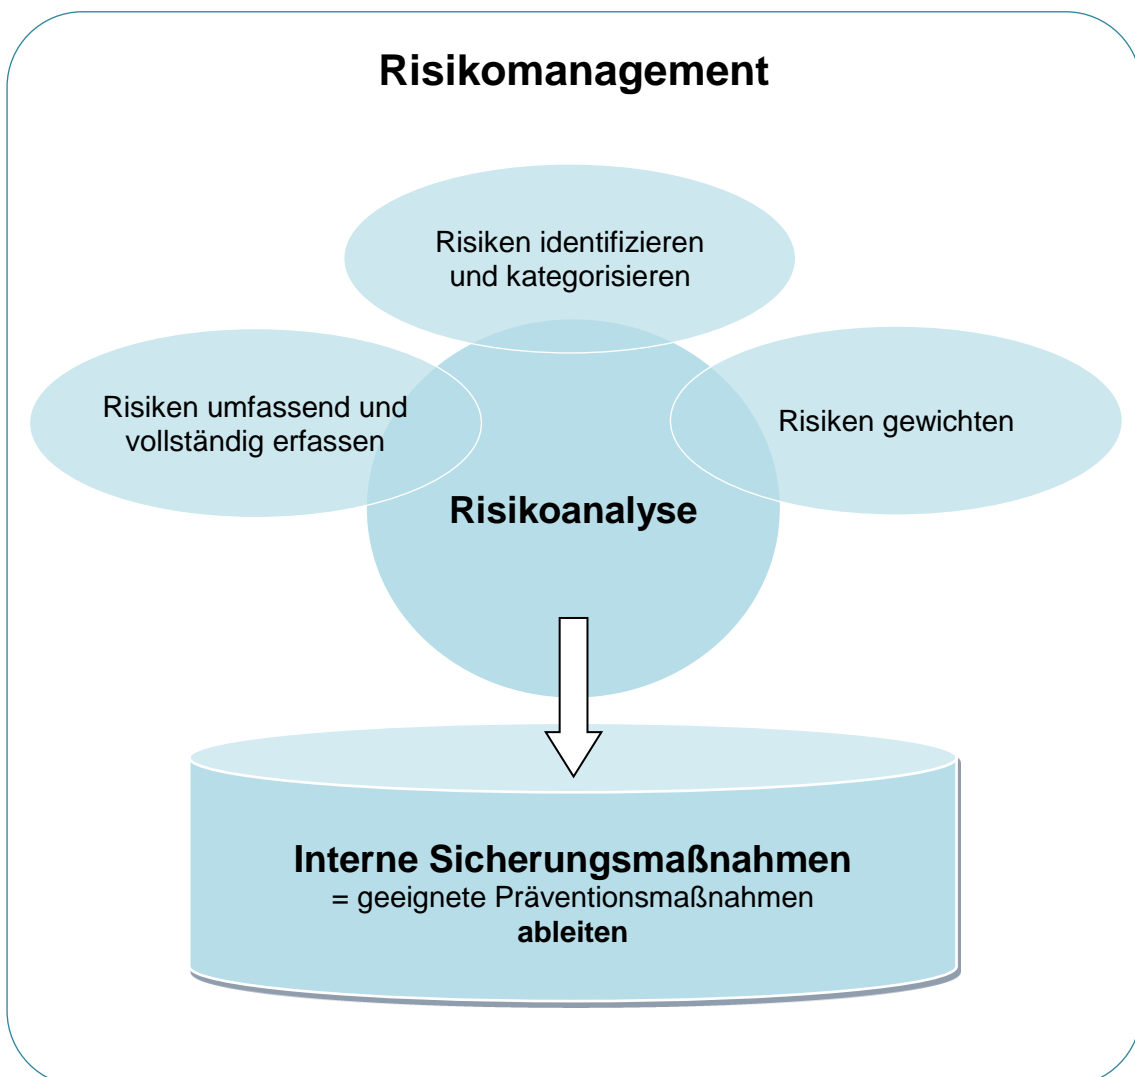 Risikomanagement
Risiken identifizieren
und kategorisieren
Risiken umfassend und
vollständig erfassen
Risiken gewichten
Risikoanalyse
Interne Sicherungsmaßnahmen
= geeignete Präventionsmaßnahmen
ableiten